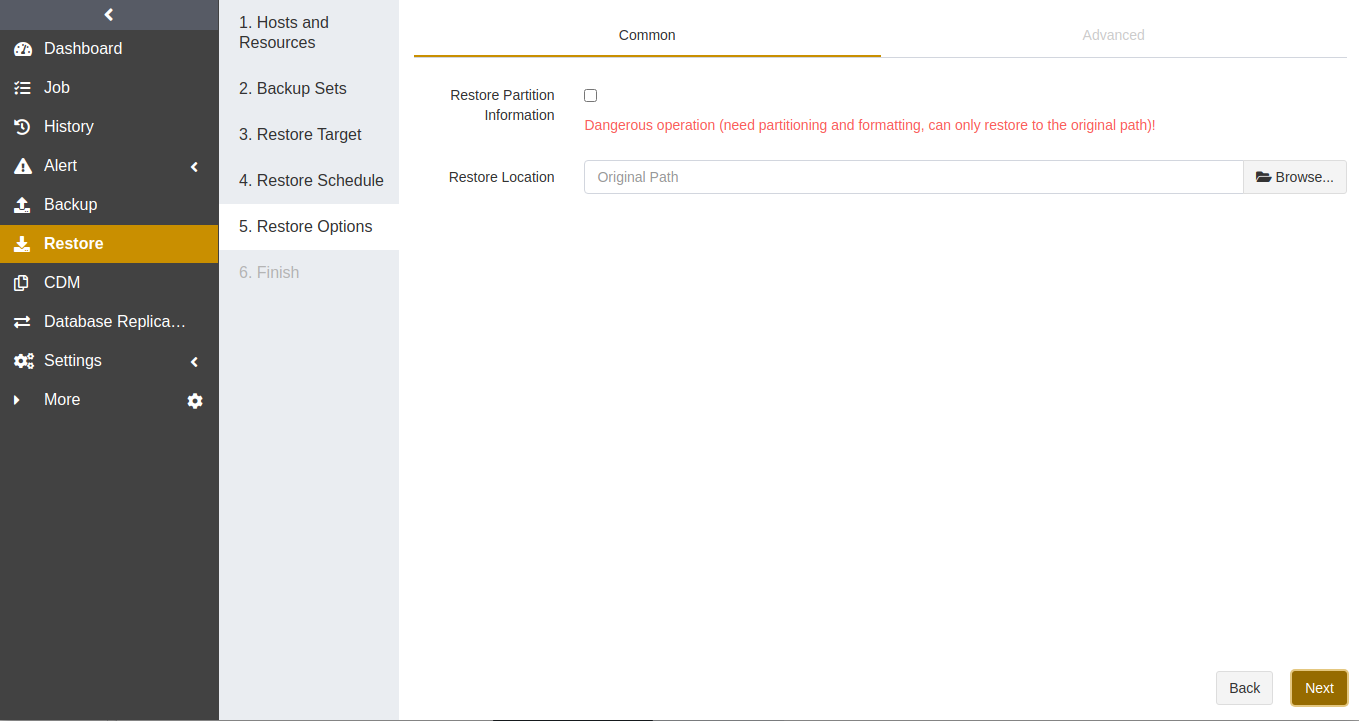 Dashboard
Job
History
Alert
Backup
Restore
CDM
Database Replica…
Settings
More
1. Hosts and
Resources
2. Backup Sets
3. Restore Target
4. Restore Schedule
5. Restore Options
6. Finish
Common
Advanced
Restore Partition
Information
Dangerous operation (need partitioning and formatting, can only restore to the original path)!
Restore Location
Original Path
Browse...
Back
Next